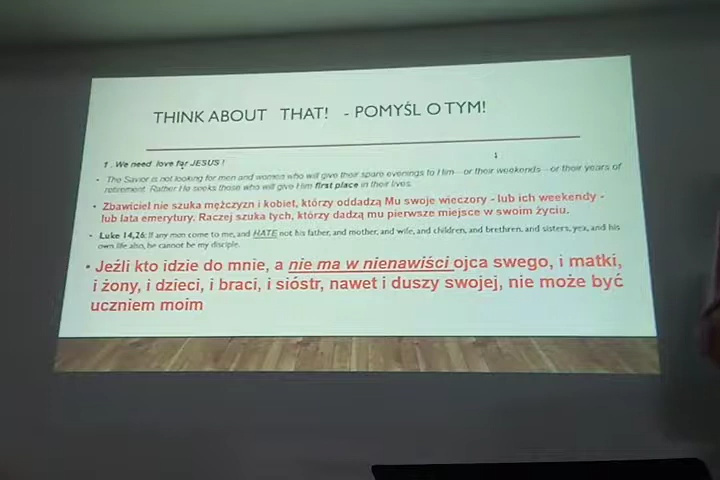 THINK ABOUT THAT! - POMYŚL O TYM!
1. We need love for JESUS!
• The Savior is not looking for men and women who will give their spare evenings to Him—or their weekends—or their years of
retirement. Rather He seeks those who will give Him first place in their lives.
• Zbawiciel nie szuka mężczyzn i kobiet, którzy oddadzą Mu swoje wieczory - lub ich weekendy -
lub lata emerytury. Raczej szuka tych, którzy dadzą mu pierwsze miejsce w swoim życiu.
• Luke 14,26: If any men come to me, and HATE not his father, and mother, and wife, and children, and brethren, and sisters, yea, and his
own life also, he cannot be my disciple.
• Jeźli kto idzie do mnie, a nie ma w nienawiści ojca swego, i matki,
i żony, i dzieci, i braci, i sióstr, nawet i duszy swojej, nie może być
uczniem moim